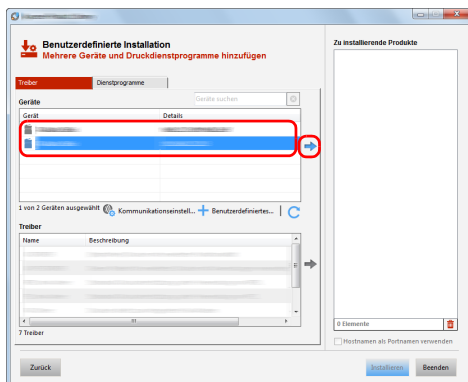 Benutzerdefinierte Installation
Mehrere Geräte und Druckdienstprogramme hinzufügen
Treiber
Dienstprogramme
Geräte
Geräte suchen
Gerät
Details
1 von 2 Geräten ausgewählt
Kommunikationseinstell...
Benutzerdefiniertes...
Treiber
Name
Beschreibung
7 Treiber
Zu installierende Produkte
0 Elemente
Hostnamen als Portnamen verwenden
Zurück
Installieren
Beenden